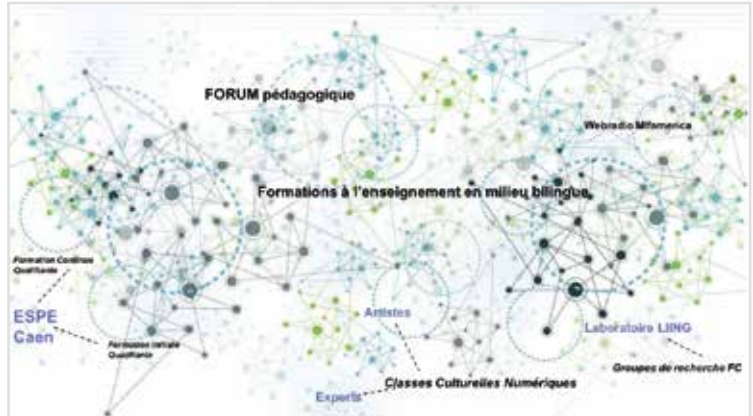 FORUM pédagogique
Webradio Mifamerica
Formations à l'enseignement en milieu bilingue
Formation Continue
Qualifiante
ESPE
Caen
Formation Initiale
Qualifiante
Artistes
Laboratoire LIING
Groupes de recherche FC
Classes Culturelles Numériques
Experts